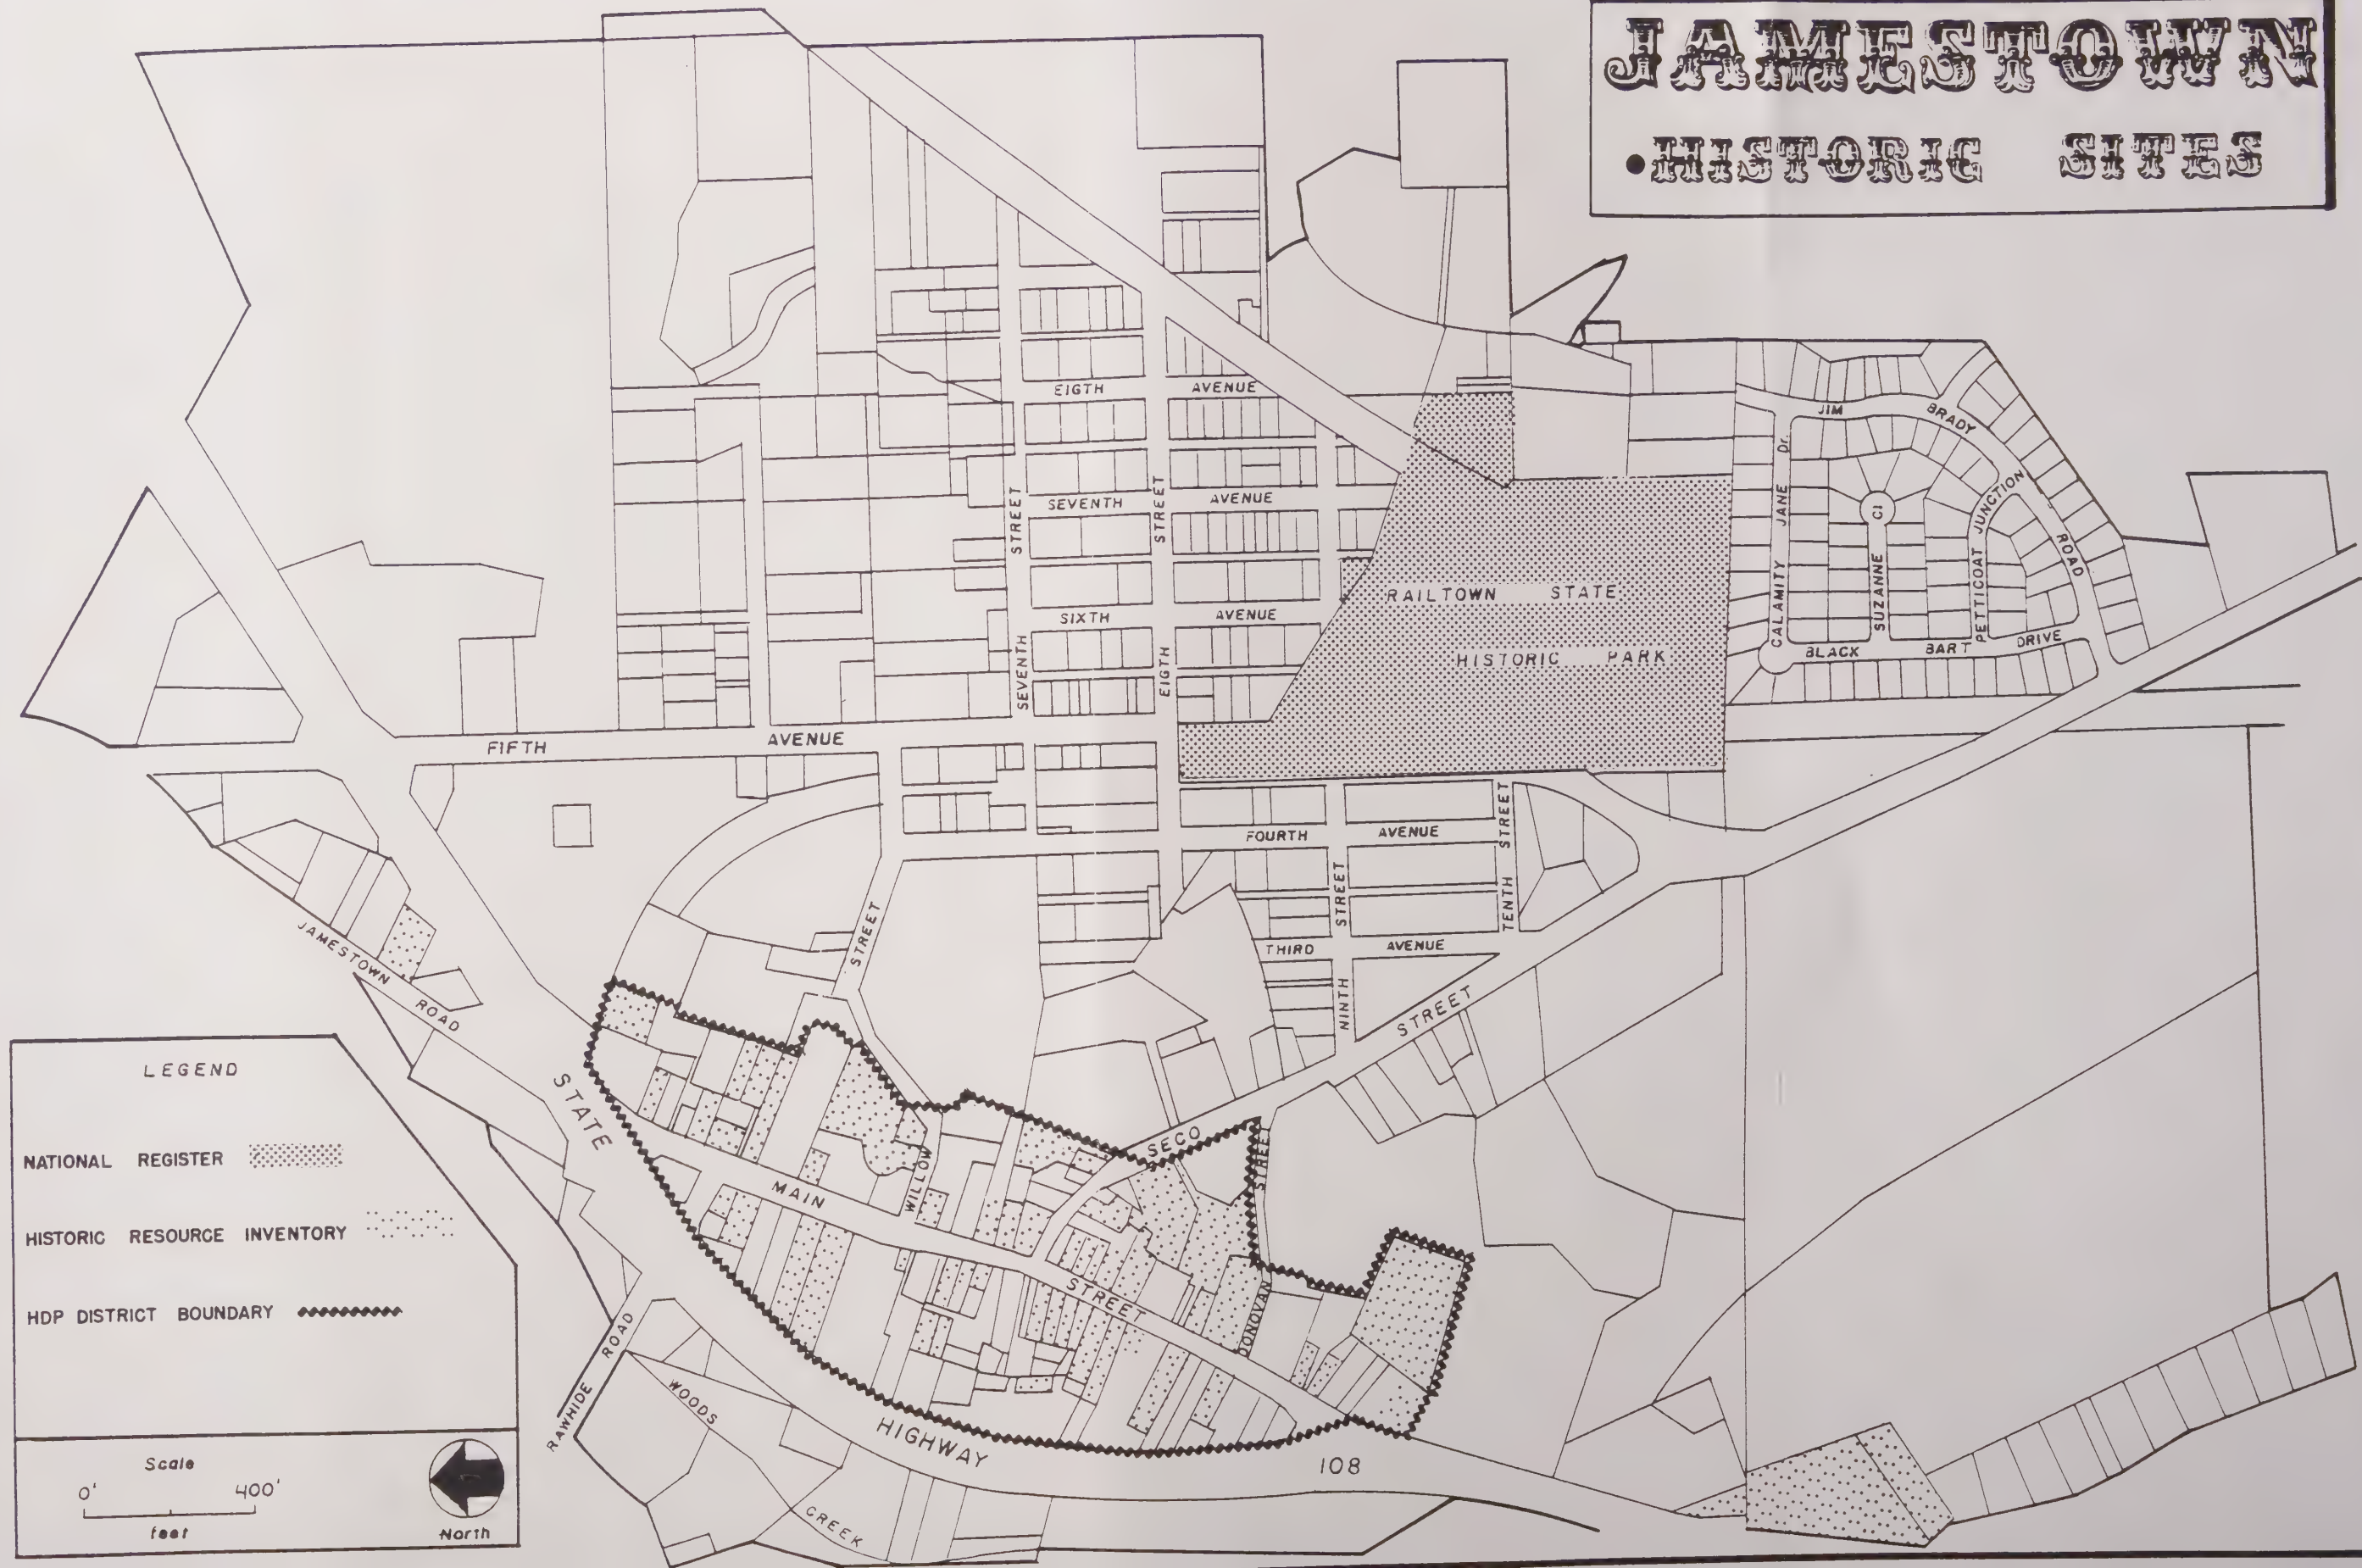 JAMESTOWN
•HISTORIC SITES
EIGTH AVENUE
JIM BRADY ROAD
CALAMITY JANE Dr.
SEVENTH AVENUE
SEVENTH STREET
EIGTH STREET
SUZANNE Ct
PETTICOAT JUNCTION
RAILTOWN STATE
HISTORIC PARK
SIXTH AVENUE
BLACK BART DRIVE
FIFTH AVENUE
FOURTH AVENUE
TENTH STREET
NINTH STREET
THIRD AVENUE
JAMESTOWN ROAD
WILLOW STREET
SECO STREET
STATE HIGHWAY 108
MAIN STREET
DONOVAN STREET
RAWHIDE ROAD
WOODS CREEK
LEGEND
NATIONAL REGISTER
HISTORIC RESOURCE INVENTORY
HDP DISTRICT BOUNDARY
Scale
0' 400'
feet
North